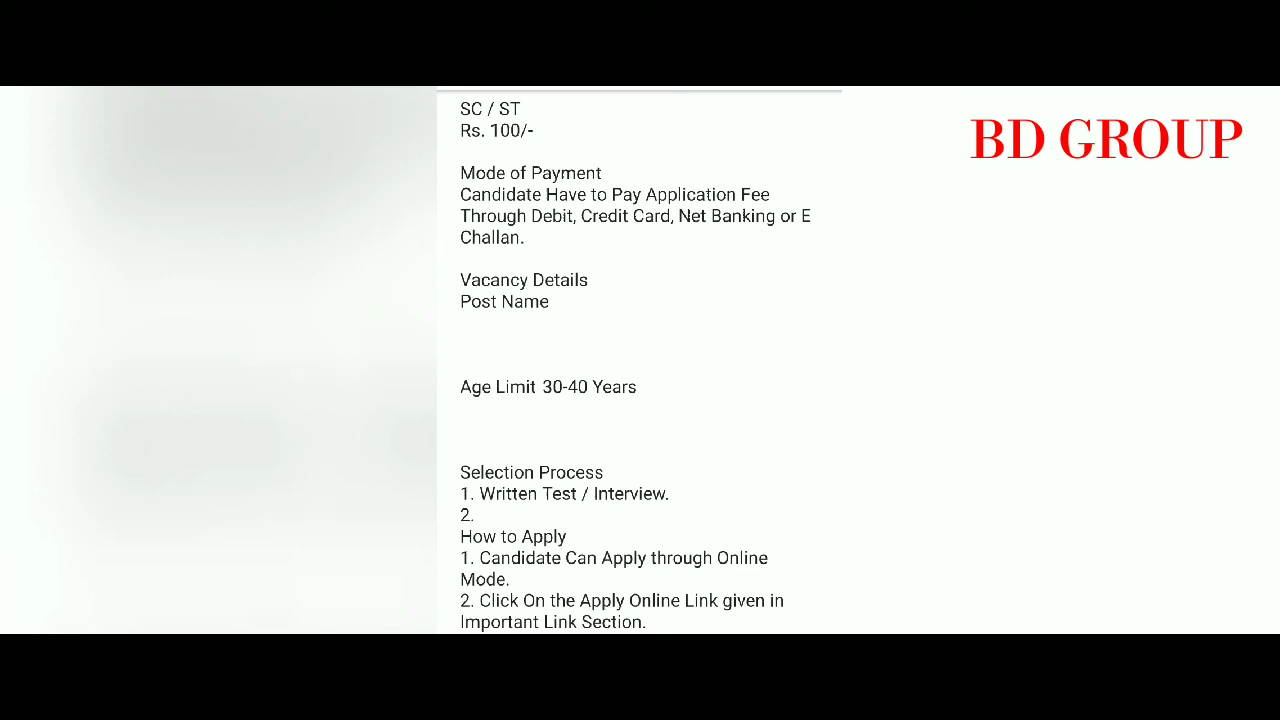 SC / ST
Rs. 100/-
Mode of Payment
Candidate Have to Pay Application Fee
Through Debit, Credit Card, Net Banking or E
Challan.
Vacancy Details
Post Name
Age Limit 30-40 Years
Selection Process
1. Written Test / Interview.
2.
How to Apply
1. Candidate Can Apply through Online
Mode.
2. Click On the Apply Online Link given in
Important Link Section.
BD GROUP